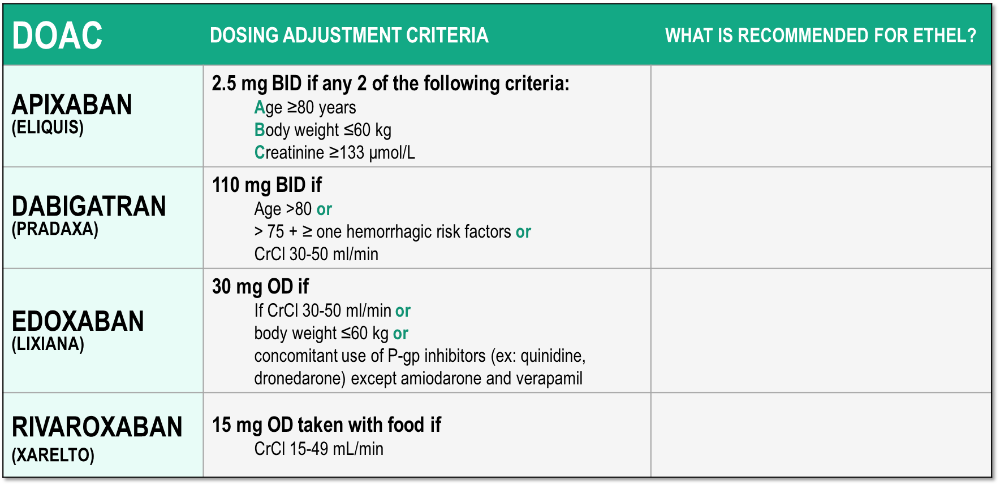 DOAC
DOSING ADJUSTMENT CRITERIA
WHAT IS RECOMMENDED FOR ETHEL?
APIXABAN
(ELIQUIS)
2.5 mg BID if any 2 of the following criteria:
Age ≥80 years
Body weight ≤60 kg
Creatinine ≥133 µmol/L
DABIGATRAN
(PRADAXA)
110 mg BID if
Age >80 or
> 75 + ≥ one hemorrhagic risk factors or
CrCl 30-50 ml/min
EDOXABAN
(LIXIANA)
30 mg OD if
If CrCl 30-50 ml/min or
body weight ≤60 kg or
concomitant use of P-gp inhibitors (ex: quinidine,
dronedarone) except amiodarone and verapamil
RIVAROXABAN
(XARELTO)
15 mg OD taken with food if
CrCl 15-49 mL/min